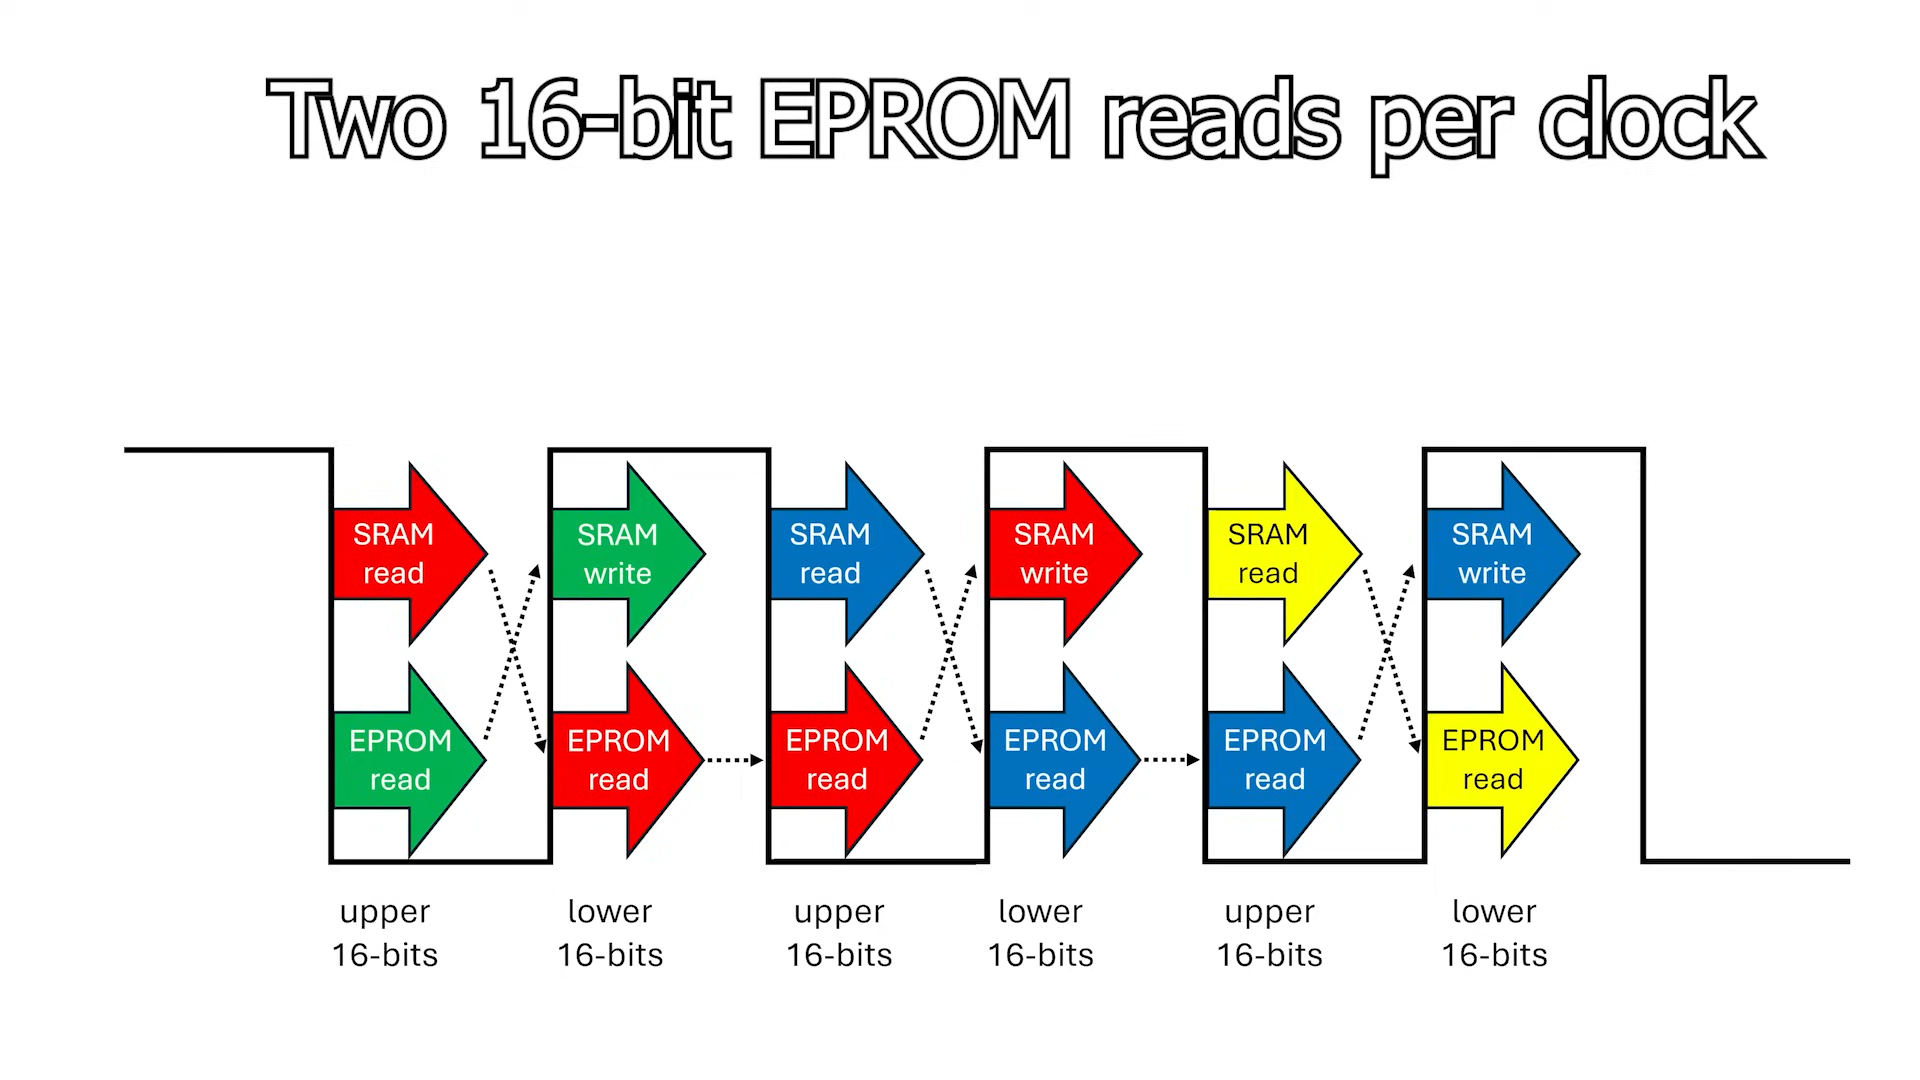 Two 16-bit EPROM reads per clock
SRAM
read
SRAM
write
SRAM
read
SRAM
write
SRAM
read
SRAM
write
EPROM
read
EPROM
read
EPROM
read
EPROM
read
EPROM
read
EPROM
read
upper
16-bits
lower
16-bits
upper
16-bits
lower
16-bits
upper
16-bits
lower
16-bits